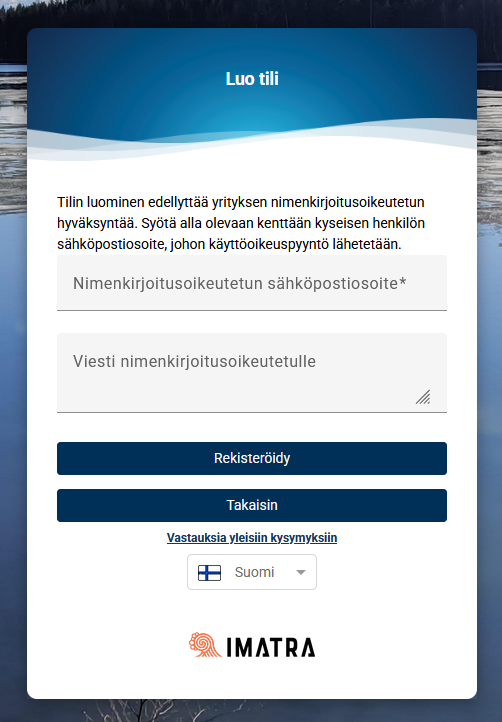 Luo tili
Tilin luominen edellyttää yrityksen nimenkirjoitusoikeutetun
hyväksyntää. Syötä alla olevaan kenttään kyseisen henkilön
sähköpostiosoite, johon käyttöoikeuspyyntö lähetetään.
Nimenkirjoitusoikeutetun sähköpostiosoite*
Viesti nimenkirjoitusoikeutetulle
Rekisteröidy
Takaisin
Vastauksia yleisiin kysymyksiin
Suomi
IMATRA